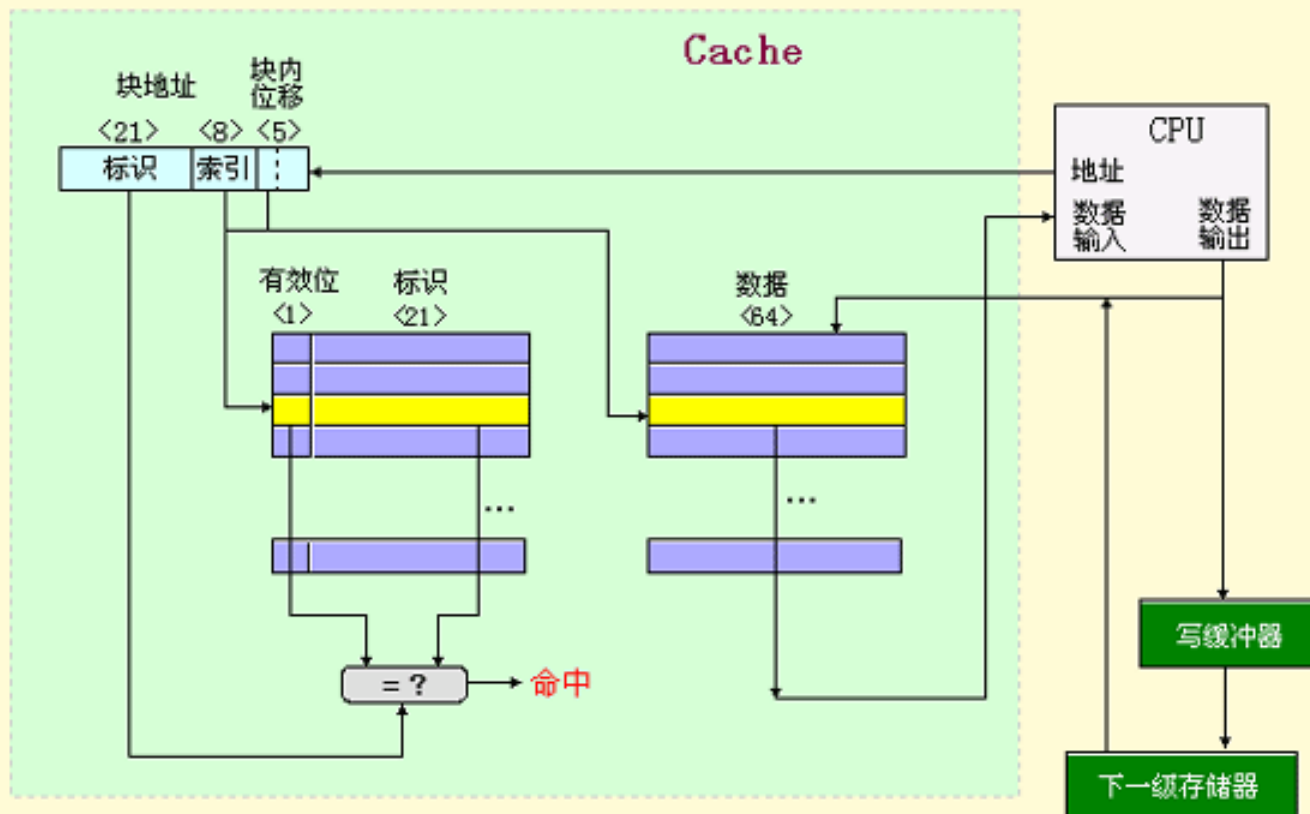 Cache
块地址
块内
位移
<21> <8> <5>
标识 索引
CPU
地址
数据
输入
数据
输出
有效位 标识 数据
<1> <21> <64>
...
...
= ?
命中
写缓冲器
下一级存储器